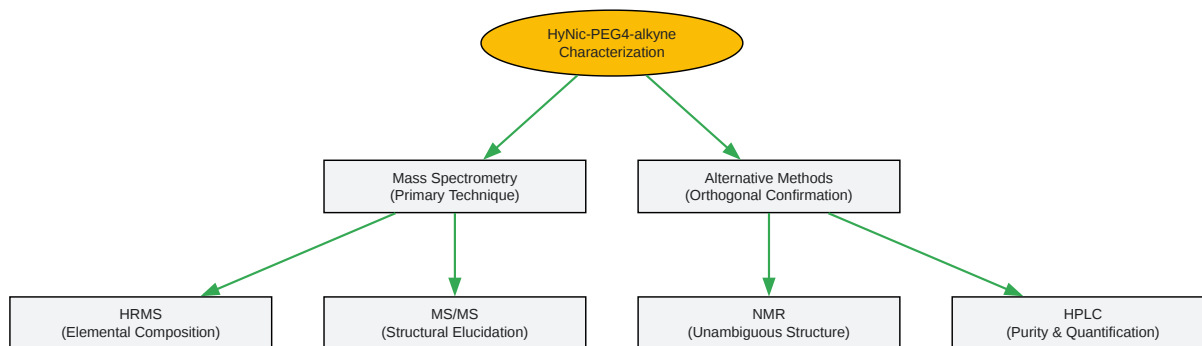 HyNic-PEG4-alkyne
Characterization
Mass Spectrometry
(Primary Technique)
Alternative Methods
(Orthogonal Confirmation)
HRMS
(Elemental Composition)
MS/MS
(Structural Elucidation)
NMR
(Unambiguous Structure)
HPLC
(Purity & Quantification)